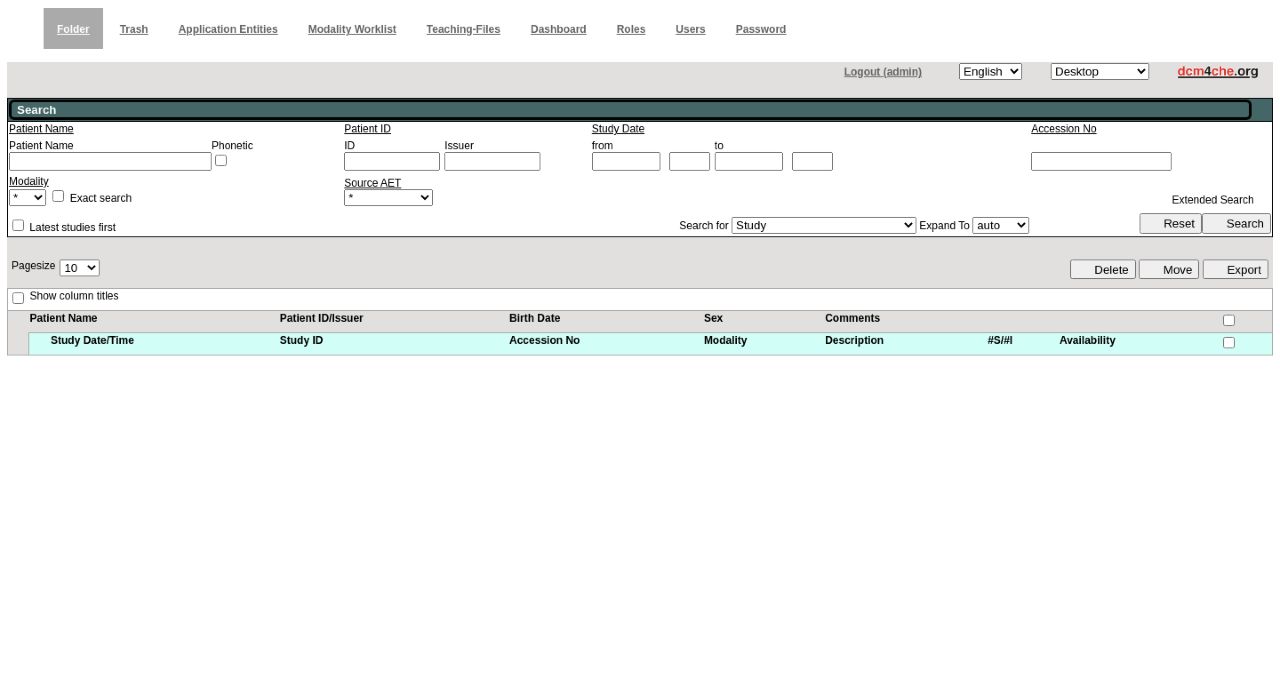 Folder Trash Application Entities Modality Worklist Teaching-Files Dashboard Roles Users Password
Logout (admin) English Desktop dcm4che.org
Search
Patient Name Patient ID Study Date Accession No
Patient Name Phonetic ID Issuer from to
Modality Source AET
* Exact search * Extended Search
Latest studies first Search for Study Expand To auto Reset Search
Pagesize 10 Delete Move Export
Show column titles
Patient Name Patient ID/Issuer Birth Date Sex Comments
Study Date/Time Study ID Accession No Modality Description #S/#I Availability